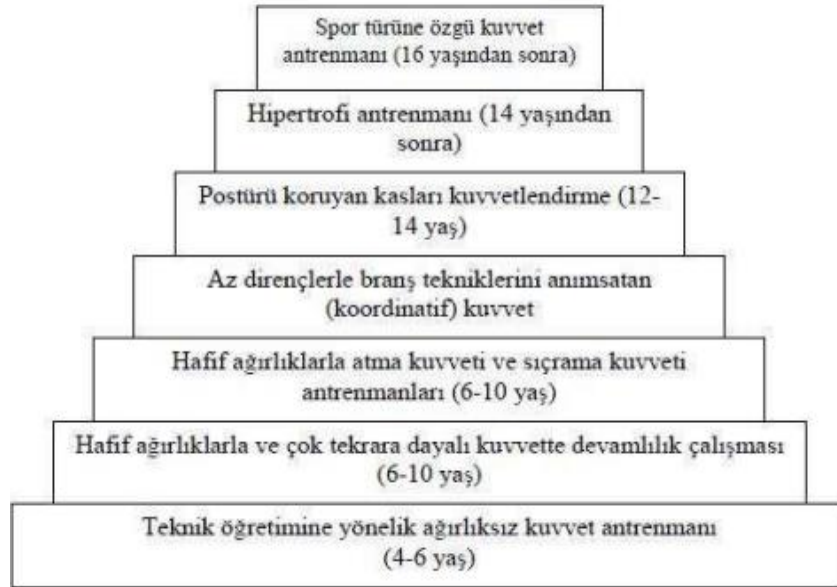 Spor türüne özgü kuvvet
antrenmanı (16 yaşından sonra)
Hipertrofi antrenmanı (14 yaşından
sonra)
Postürü koruyan kasları kuvvetlendirme (12-
14 yaş)
Az dirençlerle branş tekniklerini anımsatan
(koordinatif) kuvvet
Hafif ağırlıklarla atma kuvveti ve sıçrama kuvveti
antrenmanları (6-10 yaş)
Hafif ağırlıklarla ve çok tekrara dayalı kuvvette devamlılık çalışması
(6-10 yaş)
Teknik öğretimine yönelik ağırlıksız kuvvet antrenmanı
(4-6 yaş)